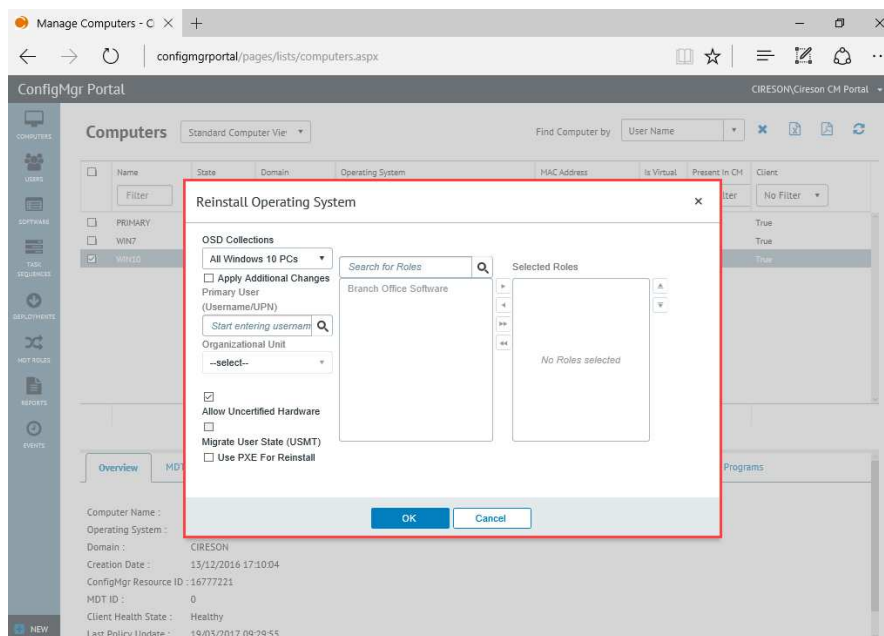 Manage Computers - Ci
configmgrportal/pages/lists/computers.aspx
ConfigMgr Portal
CIRESON\Cireson CM Portal
COMPUTERS
USERS
SOFTWARE
TASK SEQUENCES
DEPLOYMENTS
MDT ROLES
REPORTS
EVENTS
NEW
Computers
Standard Computer Vie
Find Computer by
User Name
Name
State
Domain
Operating System
MAC Address
Is Virtual
Present In CM
Client
Filter
No Filter
PRIMARY
True
WIN7
True
WIN10
True
Reinstall Operating System
OSD Collections
All Windows 10 PCs
Apply Additional Changes
Primary User
(Username/UPN)
Start entering usernam
Organizational Unit
--select--
Allow Uncertified Hardware
Migrate User State (USMT)
Use PXE For Reinstall
Search for Roles
Branch Office Software
Selected Roles
No Roles selected
OK
Cancel
Overview
MDT
Programs
Computer Name :
Operating System :
Domain : CIRESON
Creation Date : 13/12/2016 17:10:04
ConfigMgr Resource ID : 16777221
MDT ID : 0
Client Health State : Healthy
Last Policy Update : 19/03/2017 09:29:55